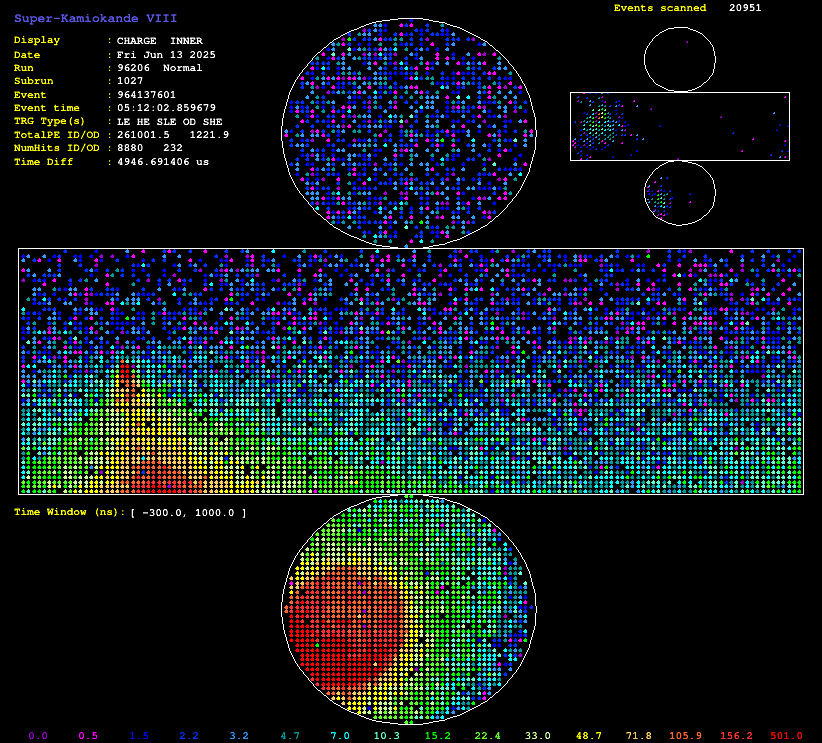 Super-Kamiokande VIII
Events scanned 20951
Display : CHARGE INNER
Date : Fri Jun 13 2025
Run : 96206 Normal
Subrun : 1027
Event : 964137601
Event time : 05:12:02.859679
TRG Type(s) : LE HE SLE OD SHE
TotalPE ID/OD : 261001.5 1221.9
NumHits ID/OD : 8880 232
Time Diff : 4946.691406 us
Time Window (ns): [ -300.0, 1000.0 ]
0.0 0.5 1.5 2.2 3.2 4.7 7.0 10.3 15.2 22.4 33.0 48.7 71.8 105.9 156.2 501.0